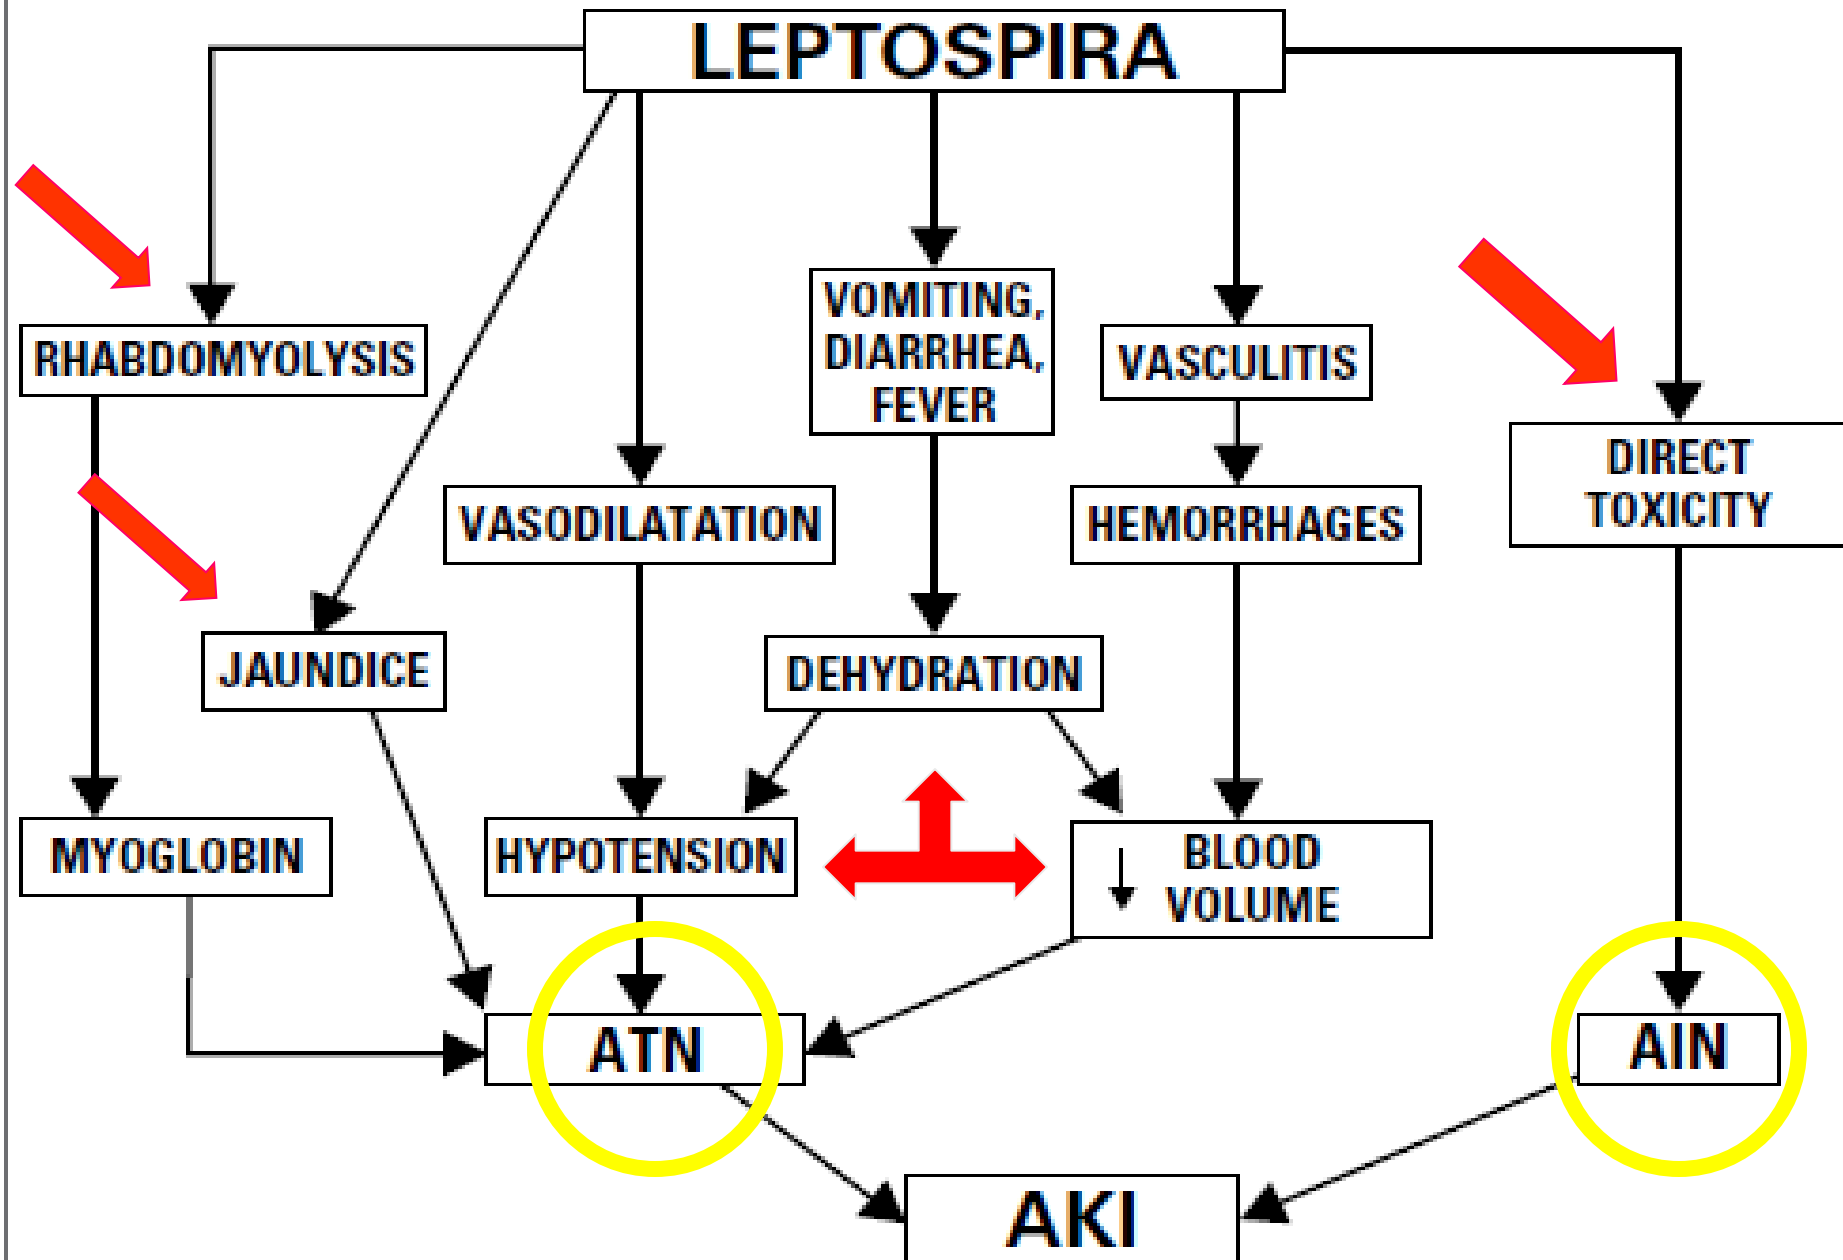 LEPTOSPIRA
RHABDOMYOLYSIS
VOMITING,
DIARRHEA,
FEVER
VASCULITIS
DIRECT
TOXICITY
VASODILATATION
HEMORRHAGES
JAUNDICE
DEHYDRATION
MYOGLOBIN
HYPOTENSION
BLOOD
VOLUME
ATN
AIN
AKI